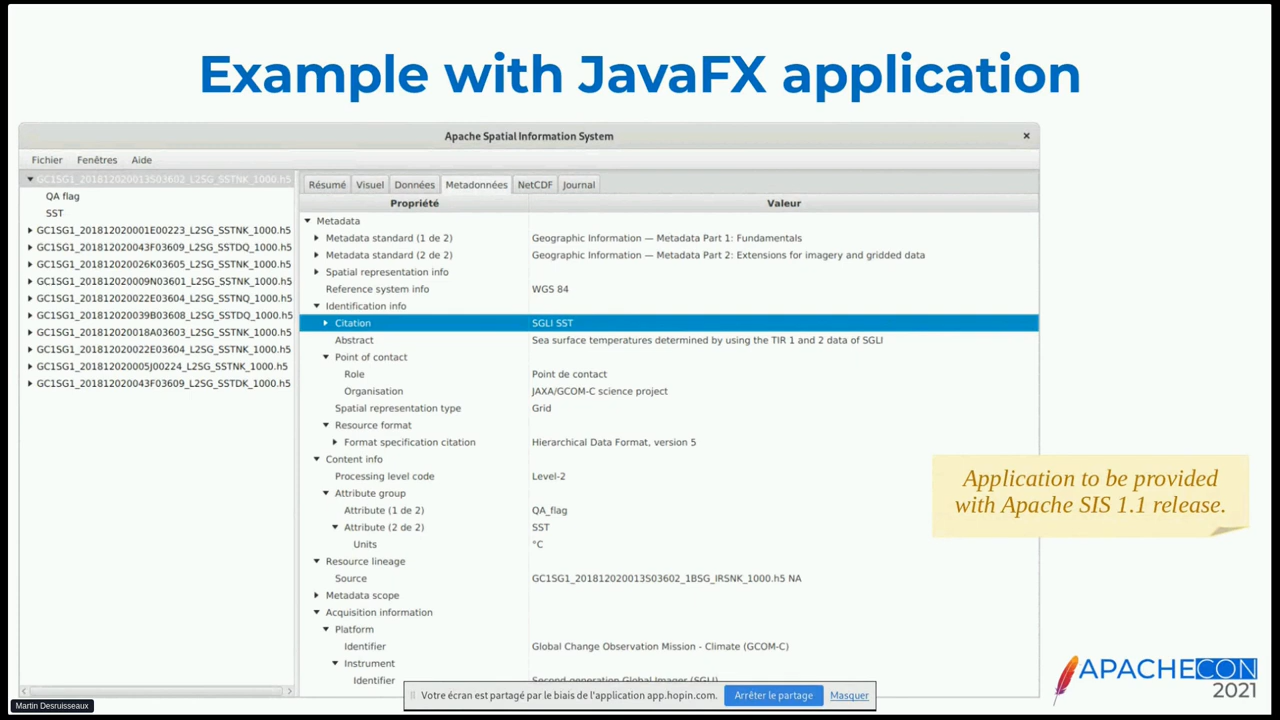 Example with JavaFX application
Apache Spatial Information System
×
Fichier Fenêtres Aide
GC1SG1_201812020013S03602_L2SG_SSTNK_1000.h5
QA flag
SST
GC1SG1_201812020001E00223_L2SG_SSTNK_1000.h5
GC1SG1_201812020043F03609_L2SG_SSTDQ_1000.h5
GC1SG1_201812020026K03605_L2SG_SSTNK_1000.h5
GC1SG1_201812020009N03601_L2SG_SSTNK_1000.h5
GC1SG1_201812020022E03604_L2SG_SSTNQ_1000.h5
GC1SG1_201812020039B03608_L2SG_SSTDQ_1000.h5
GC1SG1_201812020018A03603_L2SG_SSTNK_1000.h5
GC1SG1_201812020022E03604_L2SG_SSTNK_1000.h5
GC1SG1_201812020005J00224_L2SG_SSTNK_1000.h5
GC1SG1_201812020043F03609_L2SG_SSTDK_1000.h5
Résumé Visuel Données Metadonnées NetCDF Journal
Propriété Valeur
Metadata
Metadata standard (1 de 2) Geographic Information — Metadata Part 1: Fundamentals
Metadata standard (2 de 2) Geographic Information — Metadata Part 2: Extensions for imagery and gridded data
Spatial representation info
Reference system info WGS 84
Identification info
Citation SGLI SST
Abstract Sea surface temperatures determined by using the TIR 1 and 2 data of SGLI
Point of contact
Role Point de contact
Organisation JAXA/GCOM-C science project
Spatial representation type Grid
Resource format
Format specification citation Hierarchical Data Format, version 5
Content info
Processing level code Level-2
Attribute group
Attribute (1 de 2) QA_flag
Attribute (2 de 2) SST
Units °C
Resource lineage
Source GC1SG1_201812020013S03602_1BSG_IRSNK_1000.h5 NA
Metadata scope
Acquisition information
Platform
Identifier Global Change Observation Mission - Climate (GCOM-C)
Instrument
Identifier Second-generation Global Imager (SGLI)
Application to be provided
with Apache SIS 1.1 release.
Votre écran est partagé par le biais de l'application app.hopin.com. Arrêter le partage Masquer
APACHECON
2021
Martin Desruisseaux